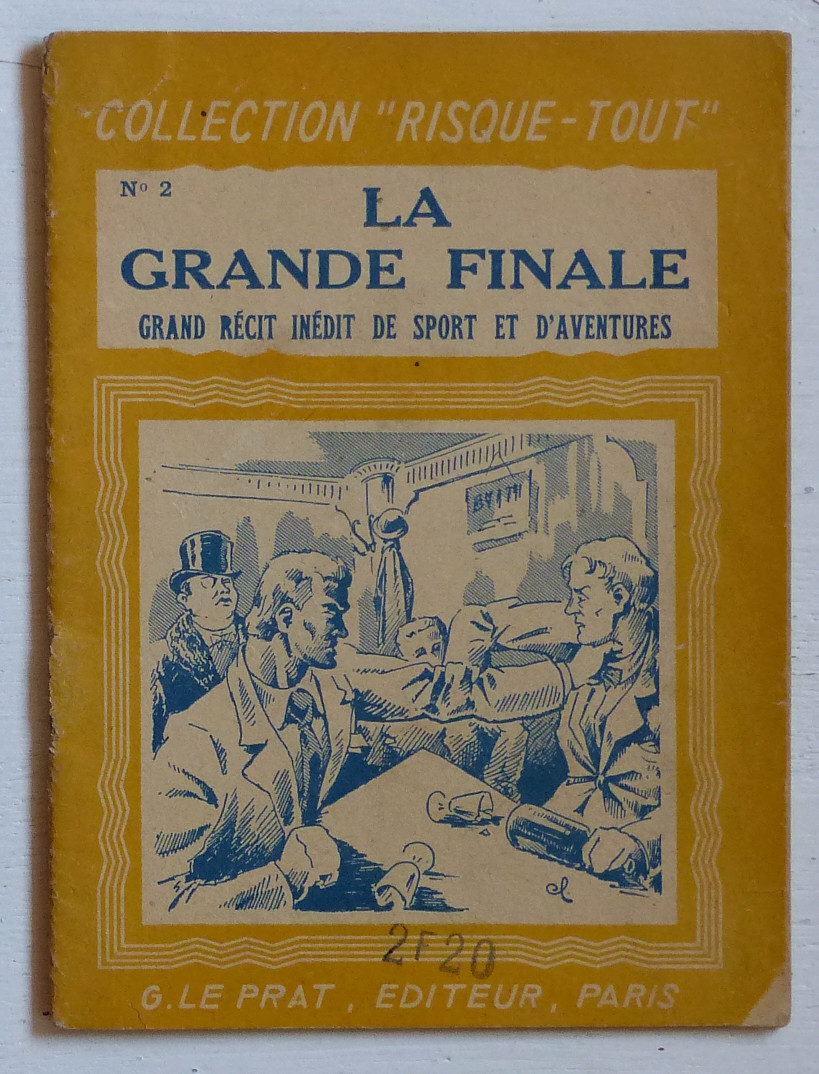 COLLECTION "RISQUE-TOUT"
No 2
LA
GRANDE FINALE
GRAND RÉCIT INÉDIT DE SPORT ET D'AVENTURES
2F20
G. LE PRAT, EDITEUR, PARIS